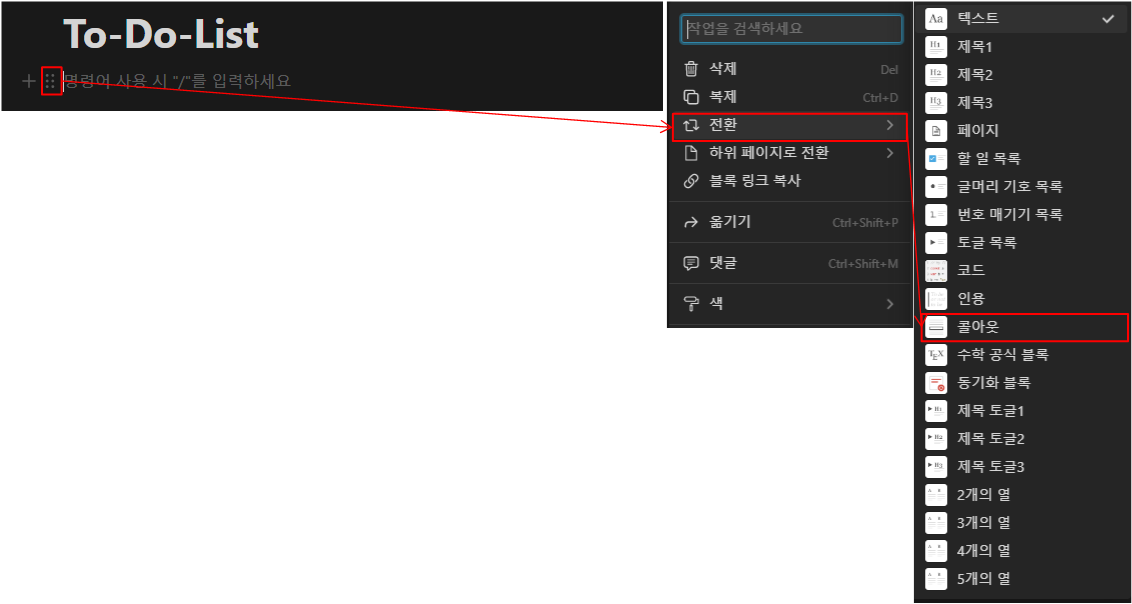 To-Do-List
명령어 사용 시 "/"를 입력하세요
작업을 검색하세요
삭제 Del
복제 Ctrl+D
전환
하위 페이지로 전환
블록 링크 복사
옮기기 Ctrl+Shift+P
댓글 Ctrl+Shift+M
색
Aa 텍스트
H1 제목1
H2 제목2
H3 제목3
페이지
할 일 목록
글머리 기호 목록
1. 번호 매기기 목록
토글 목록
코드
인용
콜아웃
TEX 수학 공식 블록
동기화 블록
H1 제목 토글1
H2 제목 토글2
H3 제목 토글3
2개의 열
3개의 열
4개의 열
5개의 열